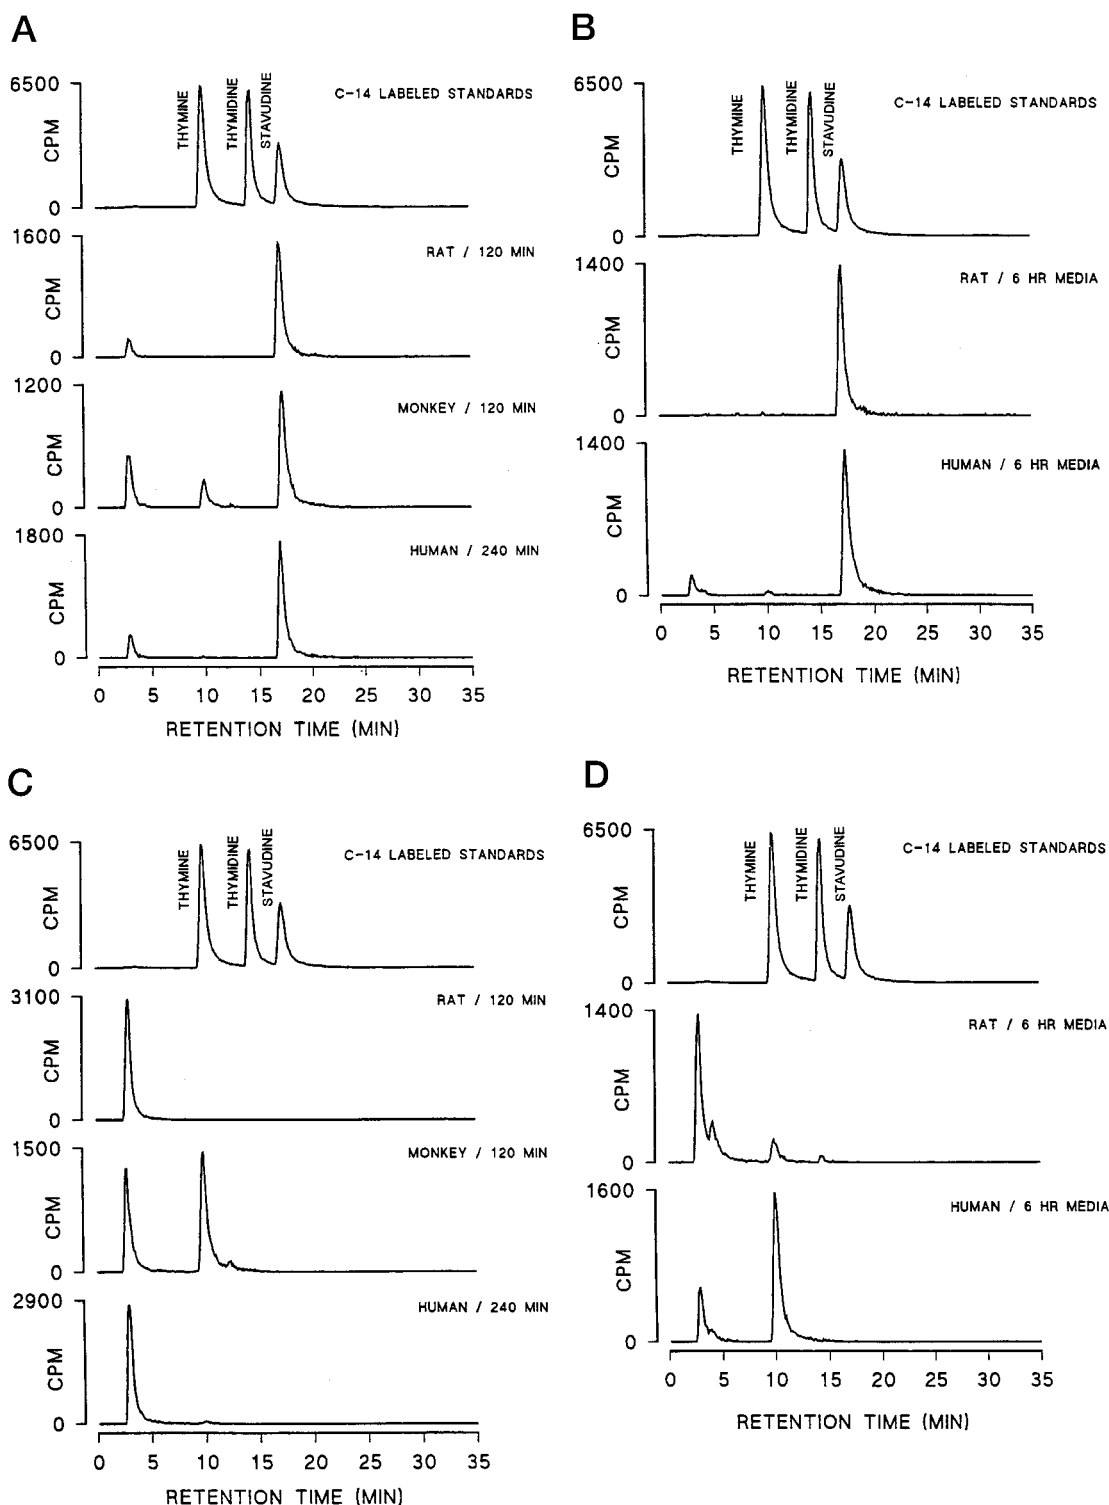 A
6500
CPM
0
THYMINE
THYMIDINE
STAVUDINE
C-14 LABELED STANDARDS
1600
CPM
0
RAT / 120 MIN
1200
CPM
0
MONKEY / 120 MIN
1800
CPM
0
HUMAN / 240 MIN
0 5 10 15 20 25 30 35
RETENTION TIME (MIN)
B
6500
CPM
0
THYMINE
THYMIDINE
STAVUDINE
C-14 LABELED STANDARDS
1400
CPM
0
RAT / 6 HR MEDIA
1400
CPM
0
HUMAN / 6 HR MEDIA
0 5 10 15 20 25 30 35
RETENTION TIME (MIN)
C
6500
CPM
0
THYMINE
THYMIDINE
STAVUDINE
C-14 LABELED STANDARDS
3100
CPM
0
RAT / 120 MIN
1500
CPM
0
MONKEY / 120 MIN
2900
CPM
0
HUMAN / 240 MIN
0 5 10 15 20 25 30 35
RETENTION TIME (MIN)
D
6500
CPM
0
THYMINE
THYMIDINE
STAVUDINE
C-14 LABELED STANDARDS
1400
CPM
0
RAT / 6 HR MEDIA
1600
CPM
0
HUMAN / 6 HR MEDIA
0 5 10 15 20 25 30 35
RETENTION TIME (MIN)